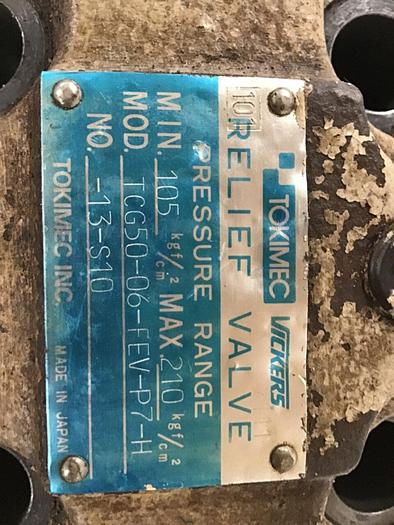 TOKIMEC VICKERS
101 RELIEF VALVE
PRESSURE RANGE
MIN. 105 kgf/cm² MAX. 210 kgf/cm²
MOD. TCG50-06-FEV-P7-H
NO. -13-S10
TOKIMEC INC. MADE IN JAPAN